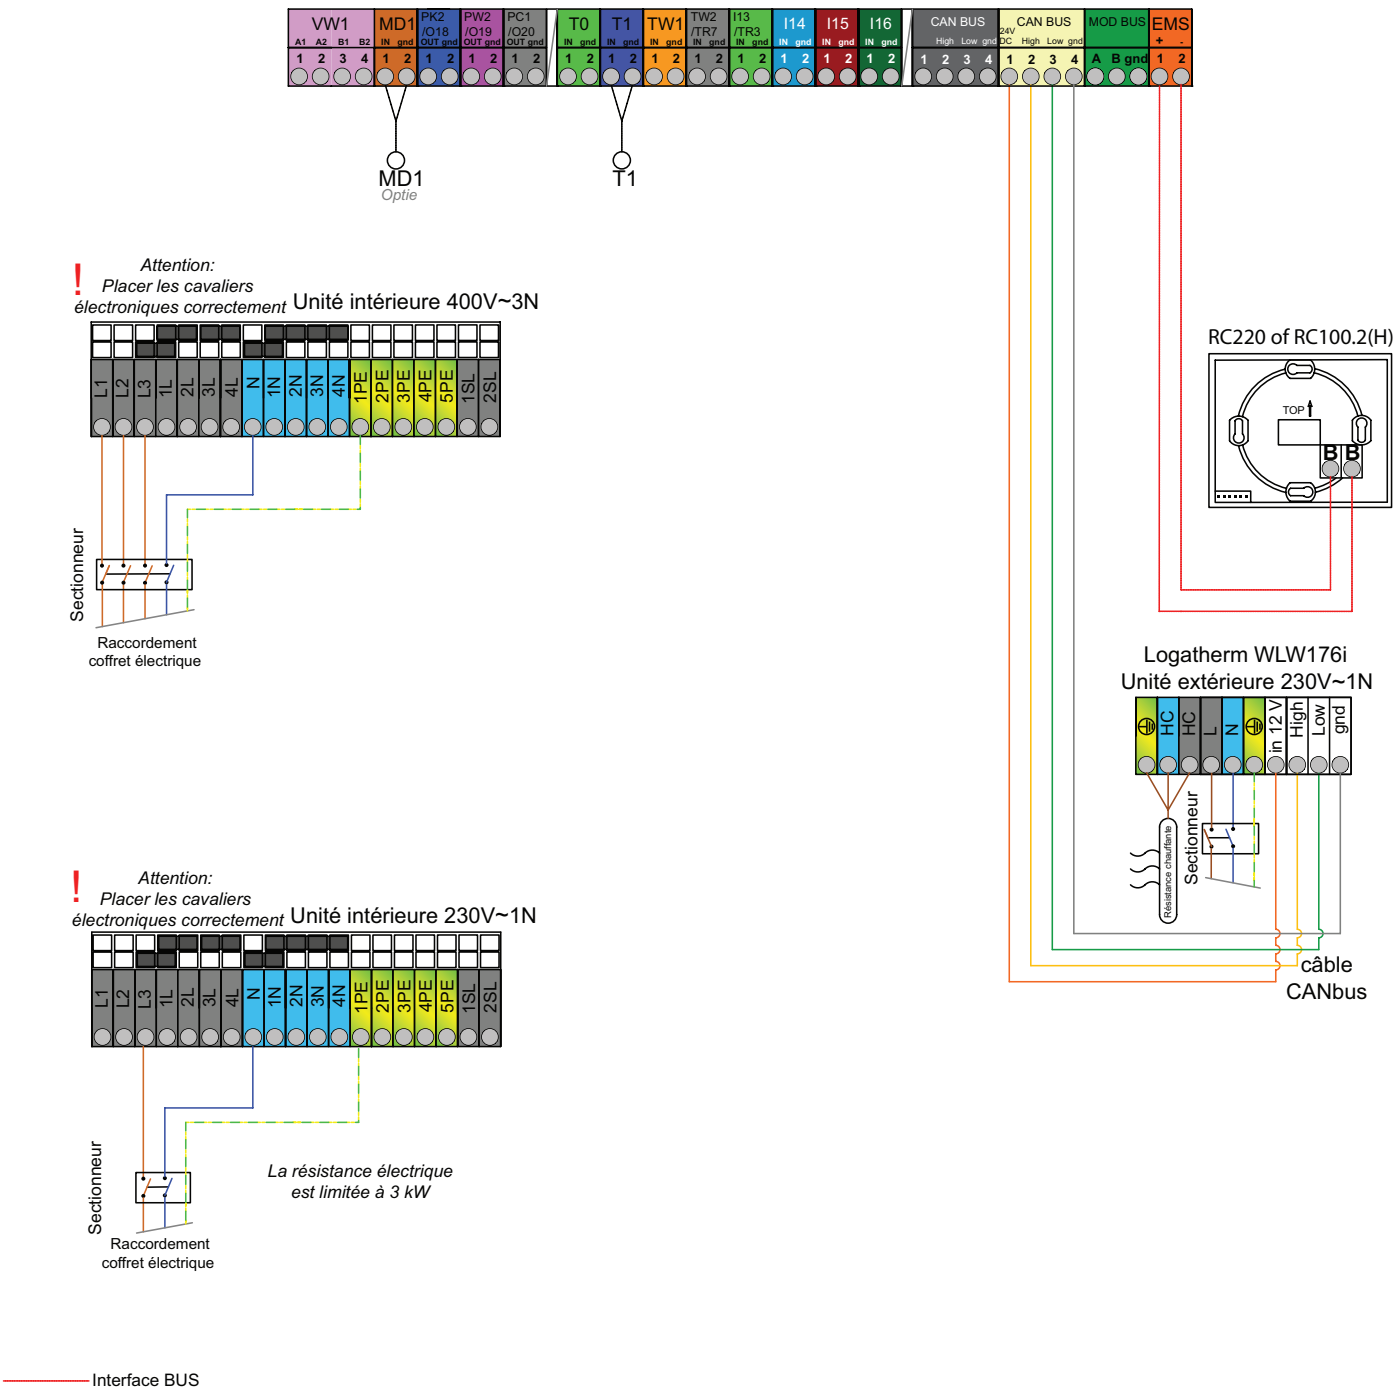 VW1 MD1 PK2 /O18 PW2 /O19 PC1 /O20 T0 T1 TW1 TW2 /TR7 I13 /TR3 I14 I15 I16 CAN BUS CAN BUS MOD BUS EMS
A1 A2 B1 B2 IN gnd OUT gnd OUT gnd OUT gnd IN gnd IN gnd IN gnd IN gnd IN gnd IN gnd IN gnd IN gnd High Low gnd 24V DC High Low gnd + -
1 2 3 4 1 2 1 2 1 2 1 2 1 2 1 2 1 2 1 2 1 2 1 2 1 2 1 2 1 2 3 4 1 2 3 4 A B gnd 1 2
MD1
Optie
T1
! Attention:
Placer les cavaliers
électroniques correctement
Unité intérieure 400V~3N
L1 L2 L3 1L 2L 3L 4L N 1N 2N 3N 4N 1PE 2PE 3PE 4PE 5PE 1SL 2SL
Sectionneur
Raccordement
coffret électrique
RC220 of RC100.2(H)
TOP
B B
Logatherm WLW176i
Unité extérieure 230V~1N
HC HC L N in 12 V High Low gnd
Résistance chauffante
Sectionneur
câble
CANbus
! Attention:
Placer les cavaliers
électroniques correctement
Unité intérieure 230V~1N
L1 L2 L3 1L 2L 3L 4L N 1N 2N 3N 4N 1PE 2PE 3PE 4PE 5PE 1SL 2SL
Sectionneur
La résistance électrique
est limitée à 3 kW
Raccordement
coffret électrique
Interface BUS